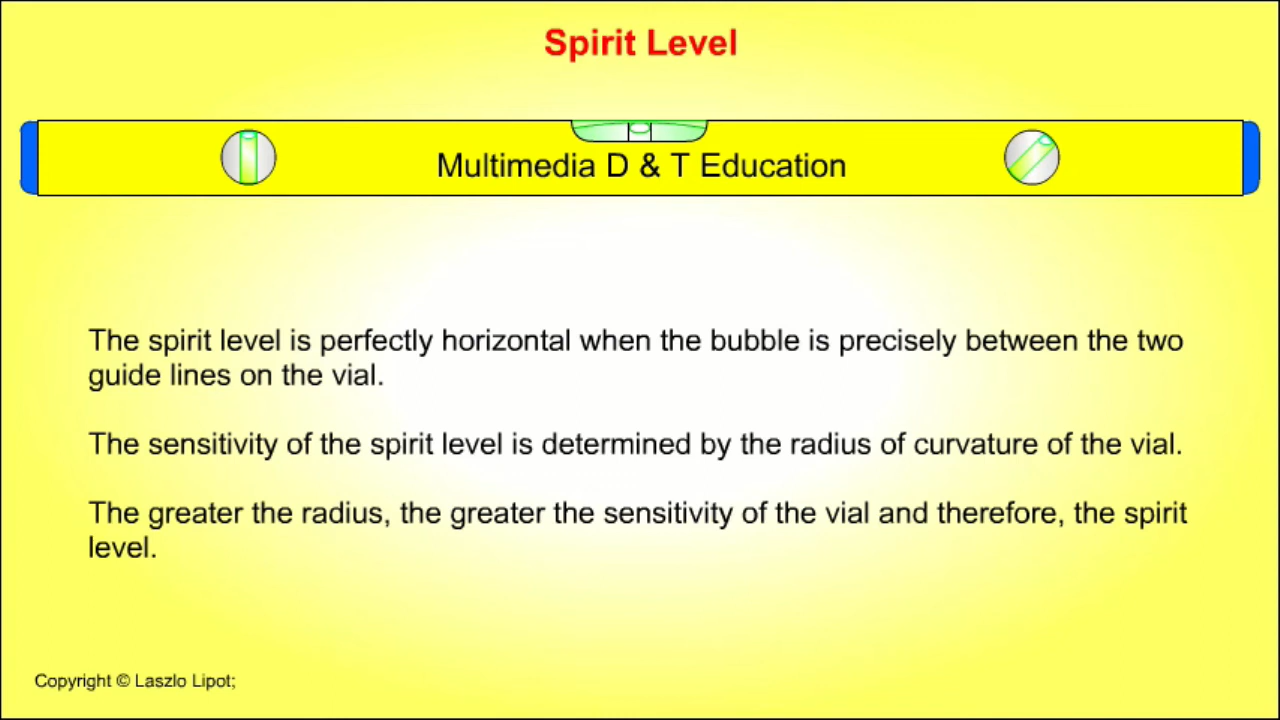 Spirit Level
Multimedia D & T Education
The spirit level is perfectly horizontal when the bubble is precisely between the two
guide lines on the vial.
The sensitivity of the spirit level is determined by the radius of curvature of the vial.
The greater the radius, the greater the sensitivity of the vial and therefore, the spirit
level.
Copyright © Laszlo Lipot;